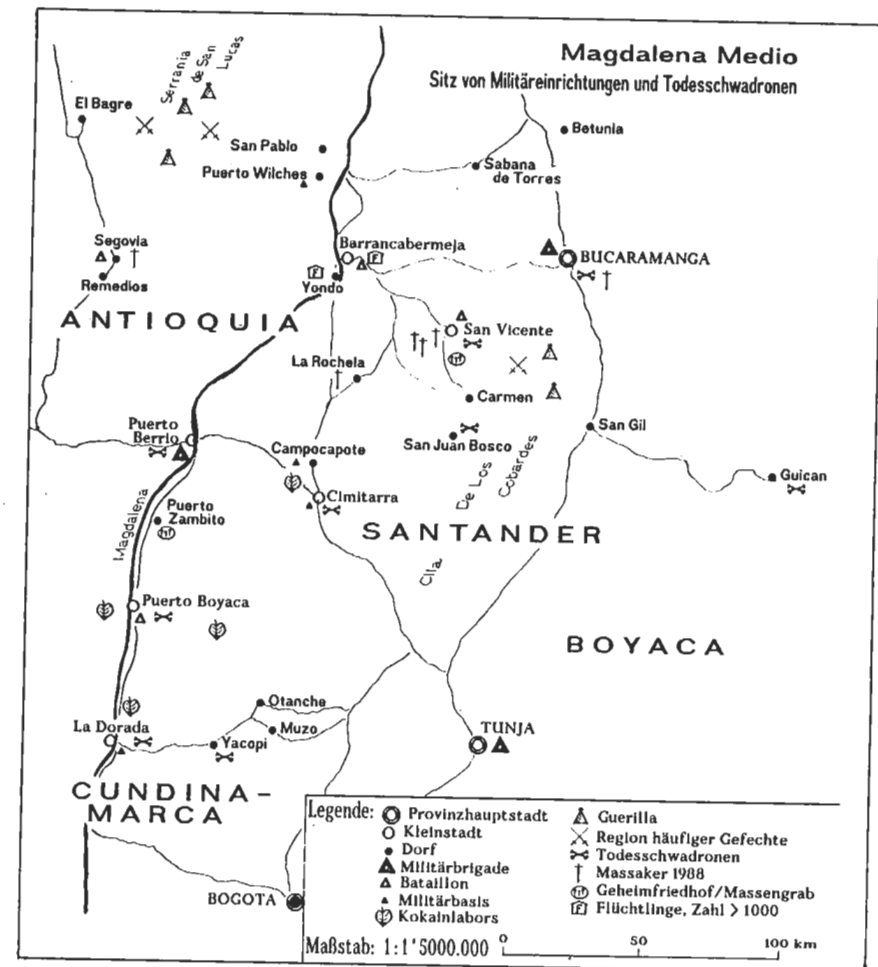 Magdalena Medio
Sitz von Militäreinrichtungen und Todesschwadronen
Serrania
de San
Lucas
El Bagre
San Pablo
Puerto Wilches
Betunia
Sabana
de Torres
Segovia
Remedios
Barrancabermeja
F
F
Yondo
BUCARAMANGA
ANTIOQUIA
San Vicente
La Rochela
Carmen
San Juan Bosco
San Gil
Guican
Puerto
Berrio
Campocapote
Cimitarra
De Los
Cobardes
Clla
Magdalena
Puerto
Zambito
SANTANDER
Puerto Boyaca
BOYACA
Otanche
Muzo
La Dorada
Yacopi
TUNJA
CUNDINA-
MARCA
BOGOTA
Legende:
Provinzhauptstadt
Kleinstadt
Dorf
Militärbrigade
Bataillon
Militärbasis
Kokainlabors
Guerilla
Region häufiger Gefechte
Todesschwadronen
Massaker 1988
Geheimfriedhof/Massengrab
F Flüchtlinge, Zahl > 1000
Maßstab: 1:1'5000.000
0 50 100 km